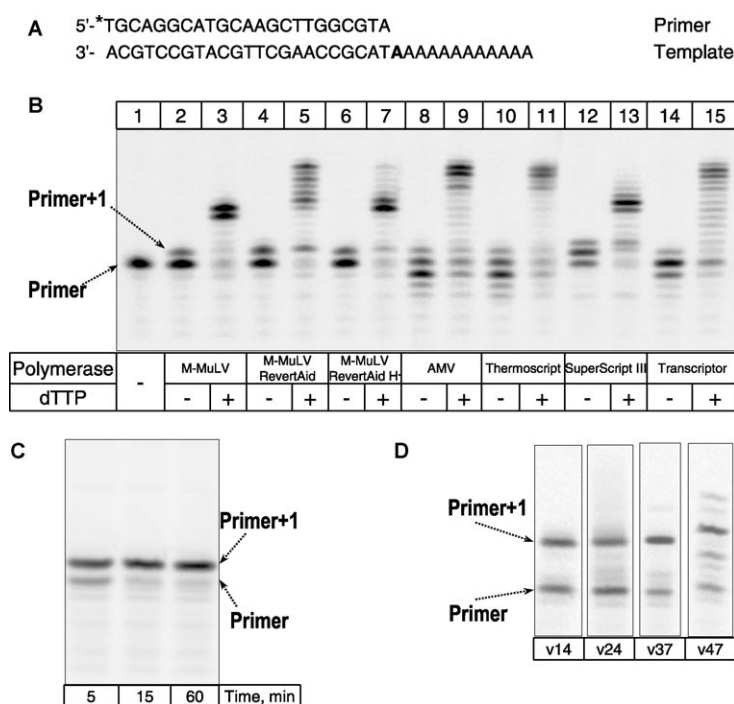 A
5'-*TGCAGGCATGCAAGCTTGGCGTA Primer
3'- ACGTCCGTACGTTCGAACCGCATAAAAAAAAAAAA Template
B
1 2 3 4 5 6 7 8 9 10 11 12 13 14 15
Primer+1
Primer
Polymerase - M-MuLV M-MuLV RevertAid M-MuLV RevertAid H- AMV Thermoscript SuperScript III Transcriptor
dTTP - + - + - + - + - + - + - +
C
Primer+1
Primer
5 15 60 Time, min
D
Primer+1
Primer
v14 v24 v37 v47